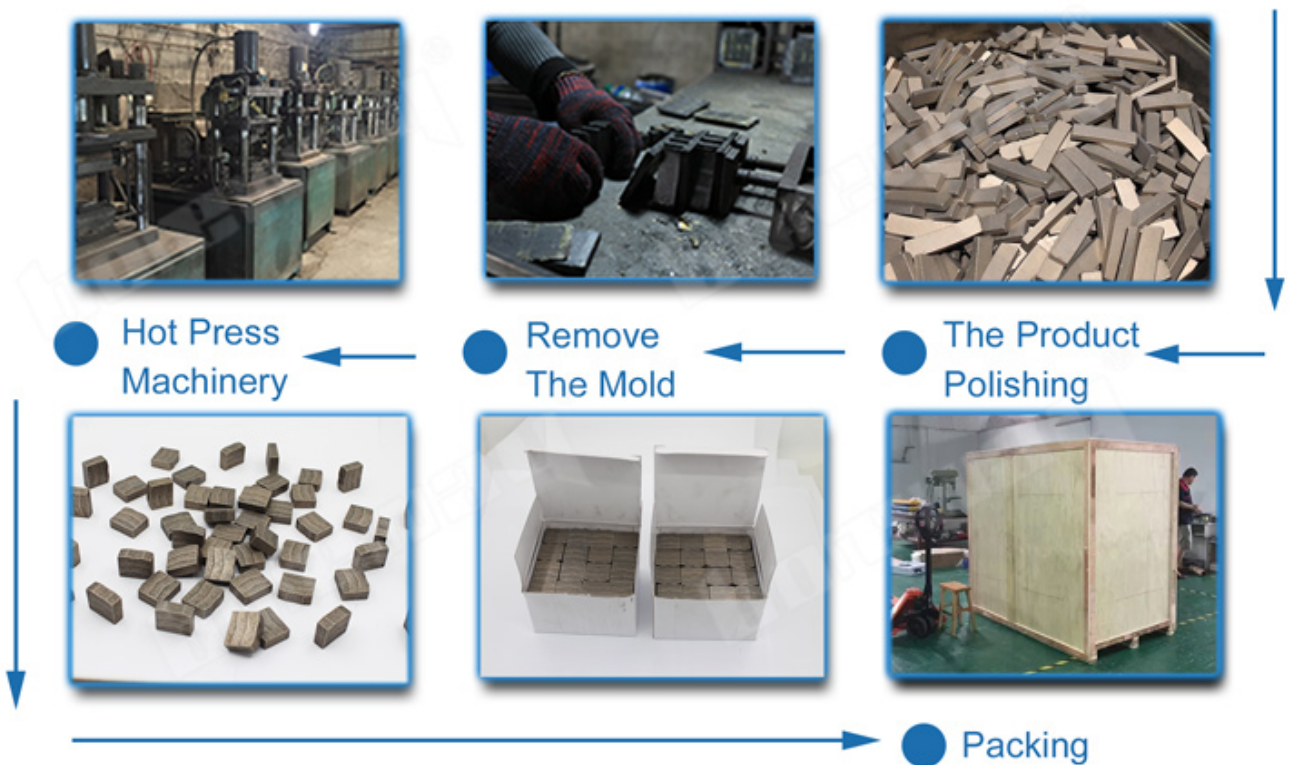 Hot Press
Machinery
Remove
The Mold
The Product
Polishing
Packing